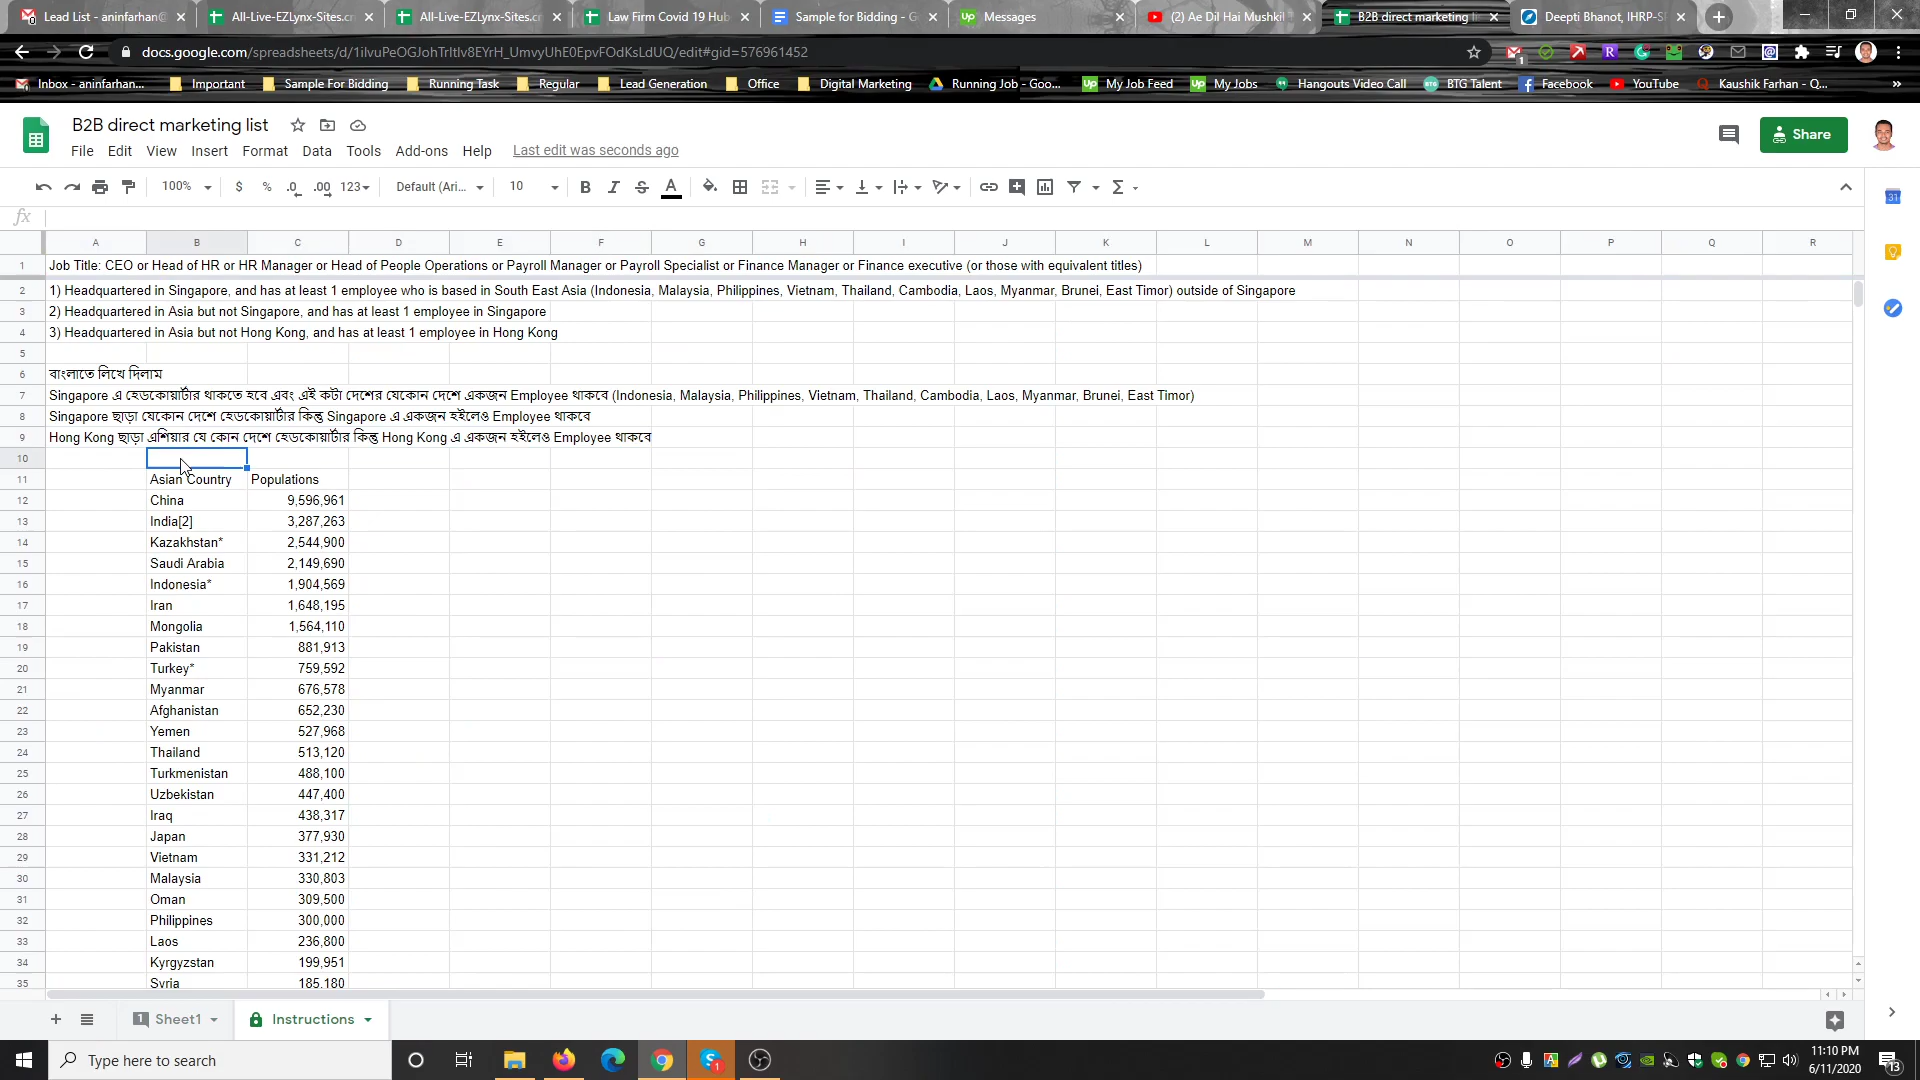 Lead List - aninfarhan@
All-Live-EZLynx-Sites.cn
All-Live-EZLynx-Sites.cc
Law Firm Covid 19 Hub
Sample for Bidding - G
Messages
(2) Ae Dil Hai Mushkil T
B2B direct marketing li
Deepti Bhanot, IHRP-S
docs.google.com/spreadsheets/d/1iIvuPeOGJohTrItIv8EYrH_UmvyUhE0EpvFOdKsLdUQ/edit#gid=576961452
Inbox - aninfarhan...
Important
Sample For Bidding
Running Task
Regular
Lead Generation
Office
Digital Marketing
Running Job - Goo...
My Job Feed
My Jobs
Hangouts Video Call
BTG Talent
Facebook
YouTube
Kaushik Farhan - Q...
B2B direct marketing list
Share
File Edit View Insert Format Data Tools Add-ons Help Last edit was seconds ago
100% $ % .0 .00 123 Default (Ari... 10 B I S A
fx
A B C D E F G H I J K L M N O P Q R
1 Job Title: CEO or Head of HR or HR Manager or Head of People Operations or Payroll Manager or Payroll Specialist or Finance Manager or Finance executive (or those with equivalent titles)
2 1) Headquartered in Singapore, and has at least 1 employee who is based in South East Asia (Indonesia, Malaysia, Philippines, Vietnam, Thailand, Cambodia, Laos, Myanmar, Brunei, East Timor) outside of Singapore
3 2) Headquartered in Asia but not Singapore, and has at least 1 employee in Singapore
4 3) Headquartered in Asia but not Hong Kong, and has at least 1 employee in Hong Kong
5
6 বাংলাতে লিখে দিলাম
7 Singapore এ হেডকোয়ার্টার থাকতে হবে এবং এই কটা দেশের যেকোন দেশে একজন Employee থাকবে (Indonesia, Malaysia, Philippines, Vietnam, Thailand, Cambodia, Laos, Myanmar, Brunei, East Timor)
8 Singapore ছাড়া যেকোন দেশে হেডকোয়ার্টার কিন্তু Singapore এ একজন হইলেও Employee থাকবে
9 Hong Kong ছাড়া এশিয়ার যে কোন দেশে হেডকোয়ার্টার কিন্তু Hong Kong এ একজন হইলেও Employee থাকবে
10
11 Asian Country Populations
12 China 9,596,961
13 India[2] 3,287,263
14 Kazakhstan* 2,544,900
15 Saudi Arabia 2,149,690
16 Indonesia* 1,904,569
17 Iran 1,648,195
18 Mongolia 1,564,110
19 Pakistan 881,913
20 Turkey* 759,592
21 Myanmar 676,578
22 Afghanistan 652,230
23 Yemen 527,968
24 Thailand 513,120
25 Turkmenistan 488,100
26 Uzbekistan 447,400
27 Iraq 438,317
28 Japan 377,930
29 Vietnam 331,212
30 Malaysia 330,803
31 Oman 309,500
32 Philippines 300,000
33 Laos 236,800
34 Kyrgyzstan 199,951
35 Syria 185,180
Sheet1
Instructions
Type here to search
11:10 PM
6/11/2020
13